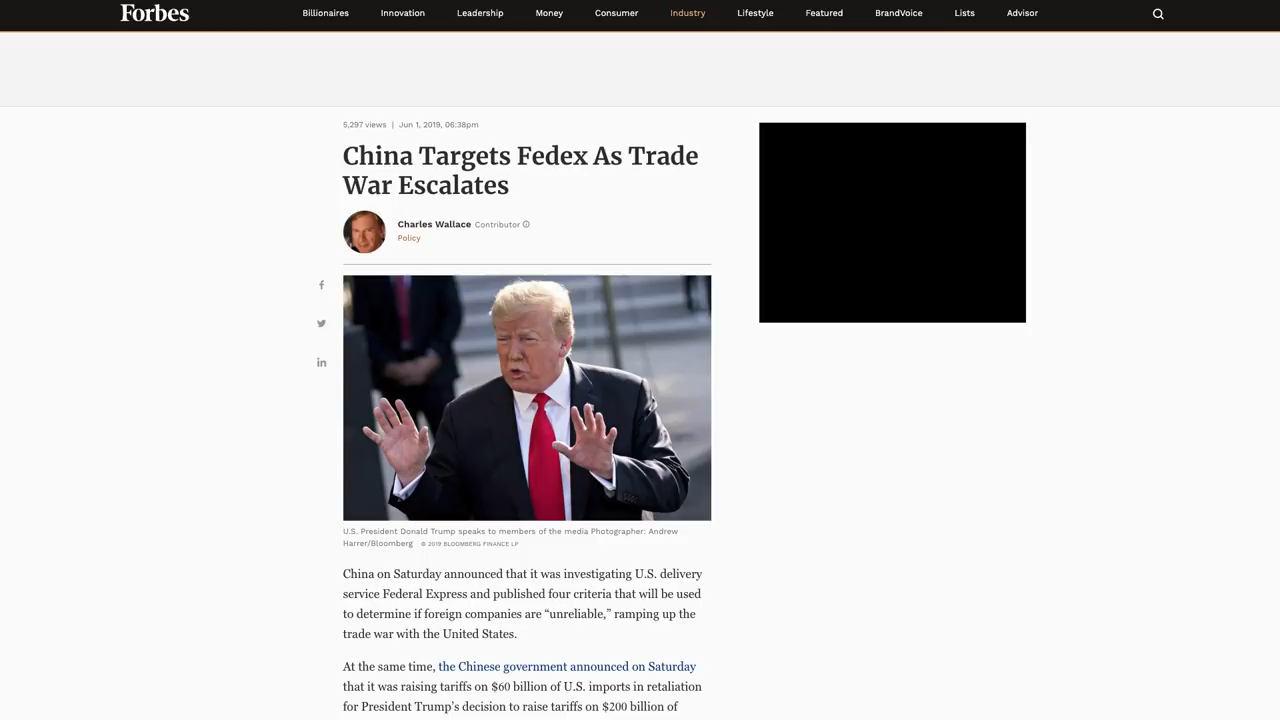 Forbes
Billionaires Innovation Leadership Money Consumer Industry Lifestyle Featured BrandVoice Lists Advisor
5,297 views | Jun 1, 2019, 06:38pm
China Targets Fedex As Trade
War Escalates
Charles Wallace Contributor
Policy
U.S. President Donald Trump speaks to members of the media Photographer: Andrew
Harrer/Bloomberg © 2019 BLOOMBERG FINANCE LP
China on Saturday announced that it was investigating U.S. delivery
service Federal Express and published four criteria that will be used
to determine if foreign companies are “unreliable,” ramping up the
trade war with the United States.
At the same time, the Chinese government announced on Saturday
that it was raising tariffs on $60 billion of U.S. imports in retaliation
for President Trump’s decision to raise tariffs on $200 billion of